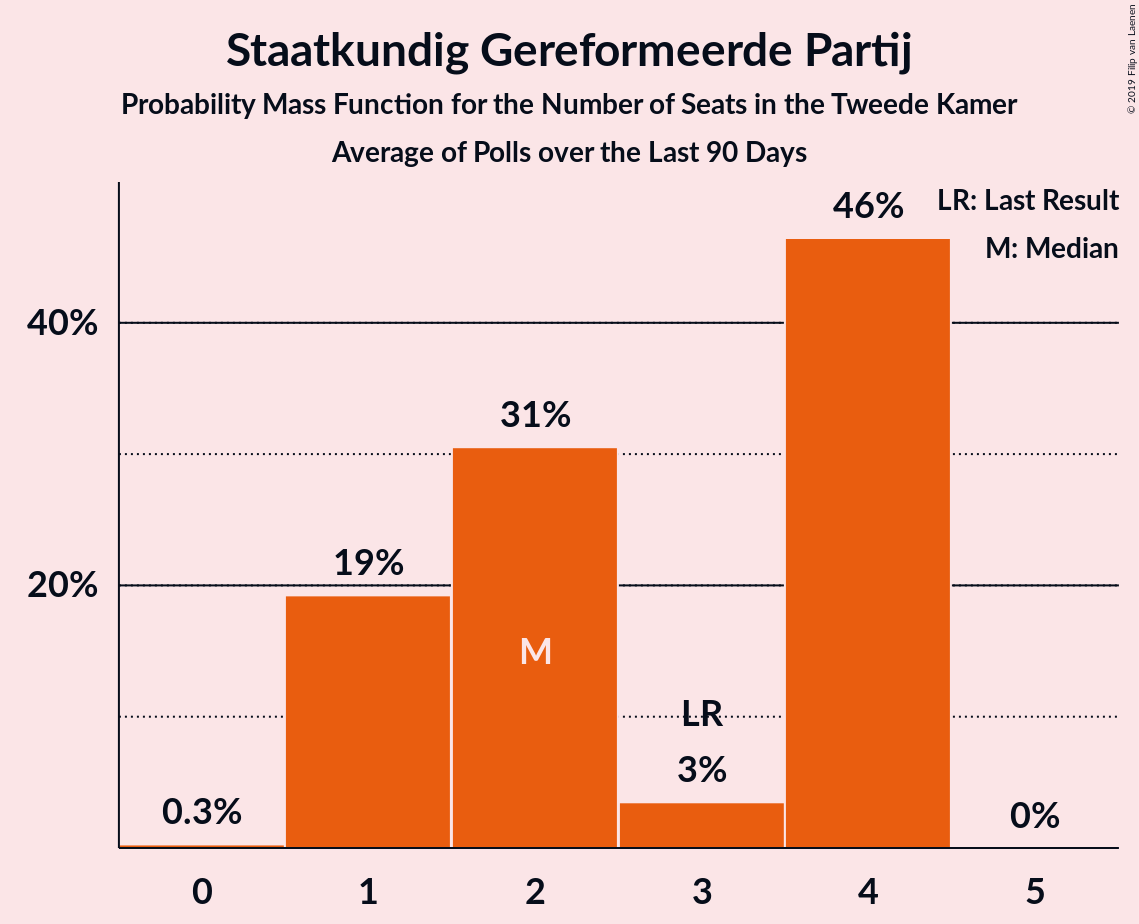 Staatkundig Gereformeerde Partij
Probability Mass Function for the Number of Seats in the Tweede Kamer
Average of Polls over the Last 90 Days
© 2019 Filip van Laenen
LR: Last Result
M: Median
46%
40%
31%
19%
20%
M
LR
3%
0.3%
0%
0 1 2 3 4 5